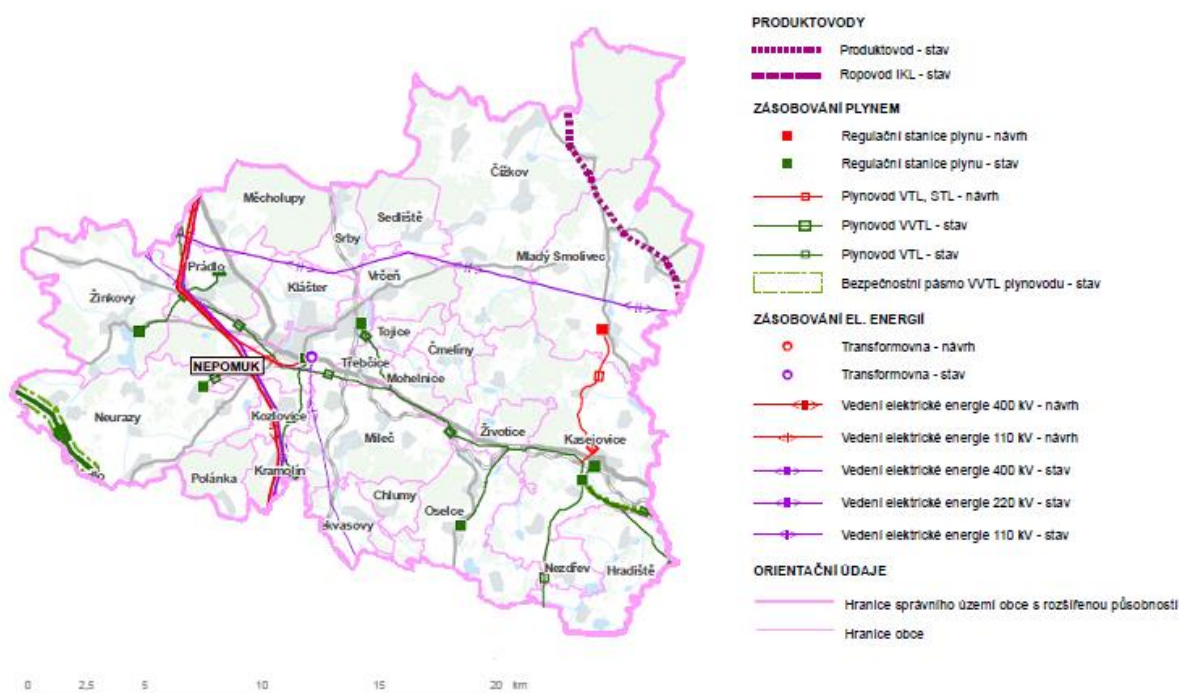 Čížkov
Měcholupy
Sedliště
Srby
Mladý Smolivec
Prádlo
Vrčeň
Klášter
Žinkovy
Tojice
Čmelíny
Třebčice
NEPOMUK
Mohelnice
Neurazy
Kozlovice
Životice
Kasejovice
Mileč
Polánka
Kramolín
Chlumy
Oselce
kvasovy
Nezdřev
Hradiště
0 2,5 5 10 15 20 km
PRODUKTOVODY
Produktovod - stav
Ropovod IKL - stav
ZÁSOBOVÁNÍ PLYNEM
Regulační stanice plynu - návrh
Regulační stanice plynu - stav
Plynovod VTL, STL - návrh
Plynovod VVTL - stav
Plynovod VTL - stav
Bezpečnostní pásmo VVTL plynovodu - stav
ZÁSOBOVÁNÍ EL. ENERGIÍ
Transformovna - návrh
Transformovna - stav
Vedení elektrické energie 400 kV - návrh
Vedení elektrické energie 110 kV - návrh
Vedení elektrické energie 400 kV - stav
Vedení elektrické energie 220 kV - stav
Vedení elektrické energie 110 kV - stav
ORIENTAČNÍ ÚDAJE
Hranice správního území obce s rozšířenou působností
Hranice obce